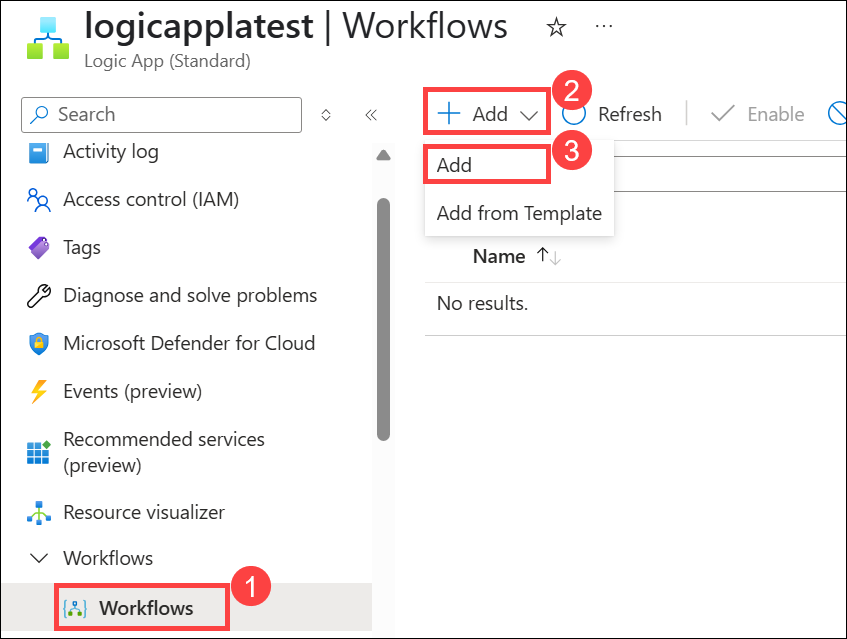 logicapplatest | Workflows
Logic App (Standard)
Search
Activity log
Access control (IAM)
Tags
Diagnose and solve problems
Microsoft Defender for Cloud
Events (preview)
Recommended services
(preview)
Resource visualizer
Workflows
Workflows
1
Add
2
Refresh
Enable
Add
3
Add from Template
Name
No results.